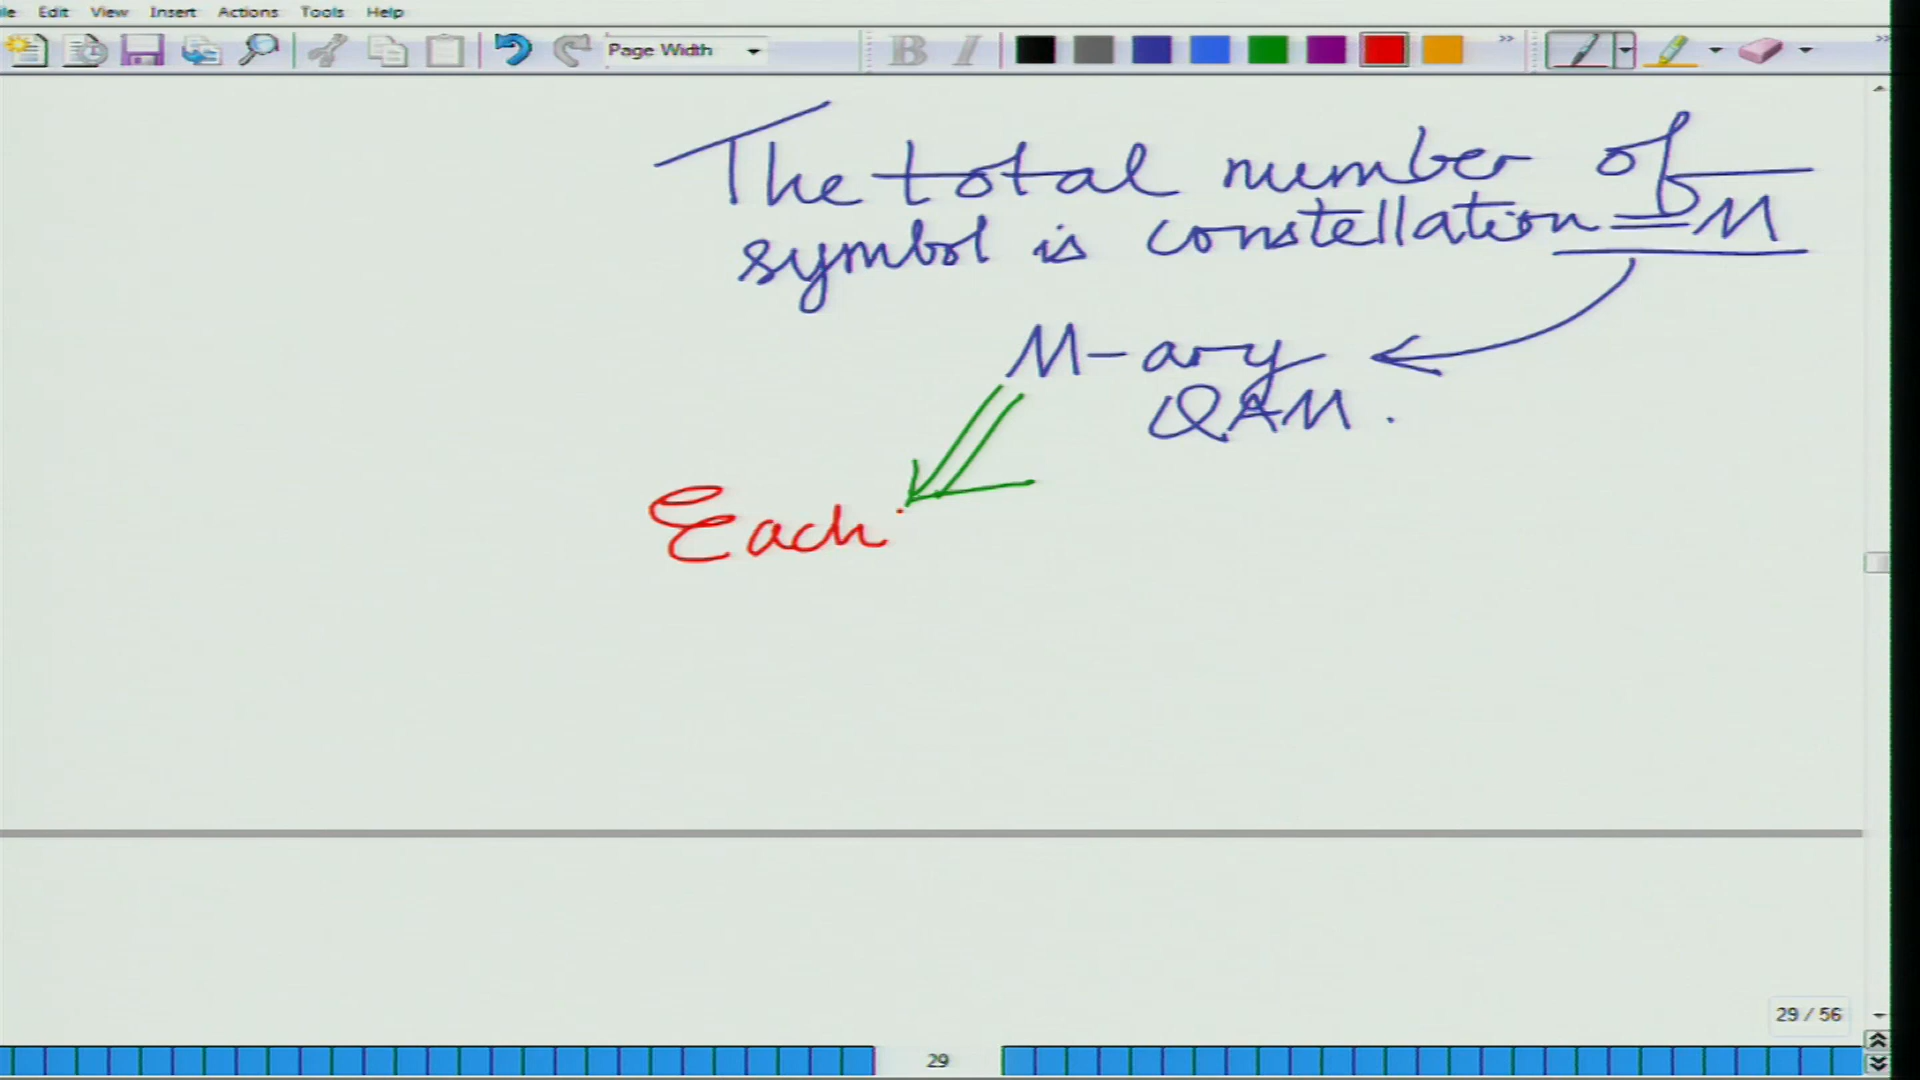 Edit View Insert Actions Tools Help
Page Width
B I
The total number of
symbol is constellation = M
M-ary
QAM.
Each
29 / 56
29